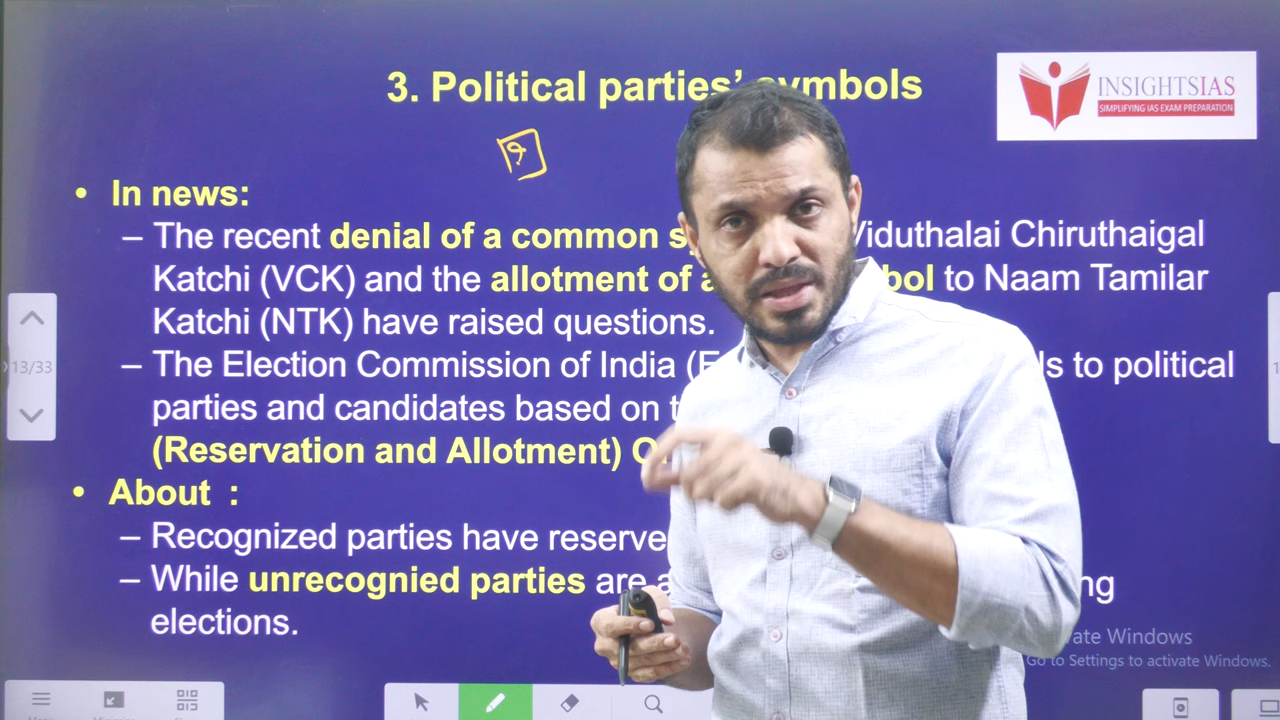 3. Political parties' symbols
INSIGHTSIAS
SIMPLIFYING IAS EXAM PREPARATION
• In news:
– The recent denial of a common Viduthalai Chiruthaigal
Katchi (VCK) and the allotment of bol to Naam Tamilar
Katchi (NTK) have raised questions.
– The Election Commission of India ls to political
parties and candidates based on
(Reservation and Allotment)
• About :
– Recognized parties have reserve
– While unrecognied parties are ng
elections.
13/33
vate Windows
Go to Settings to activate Windows.